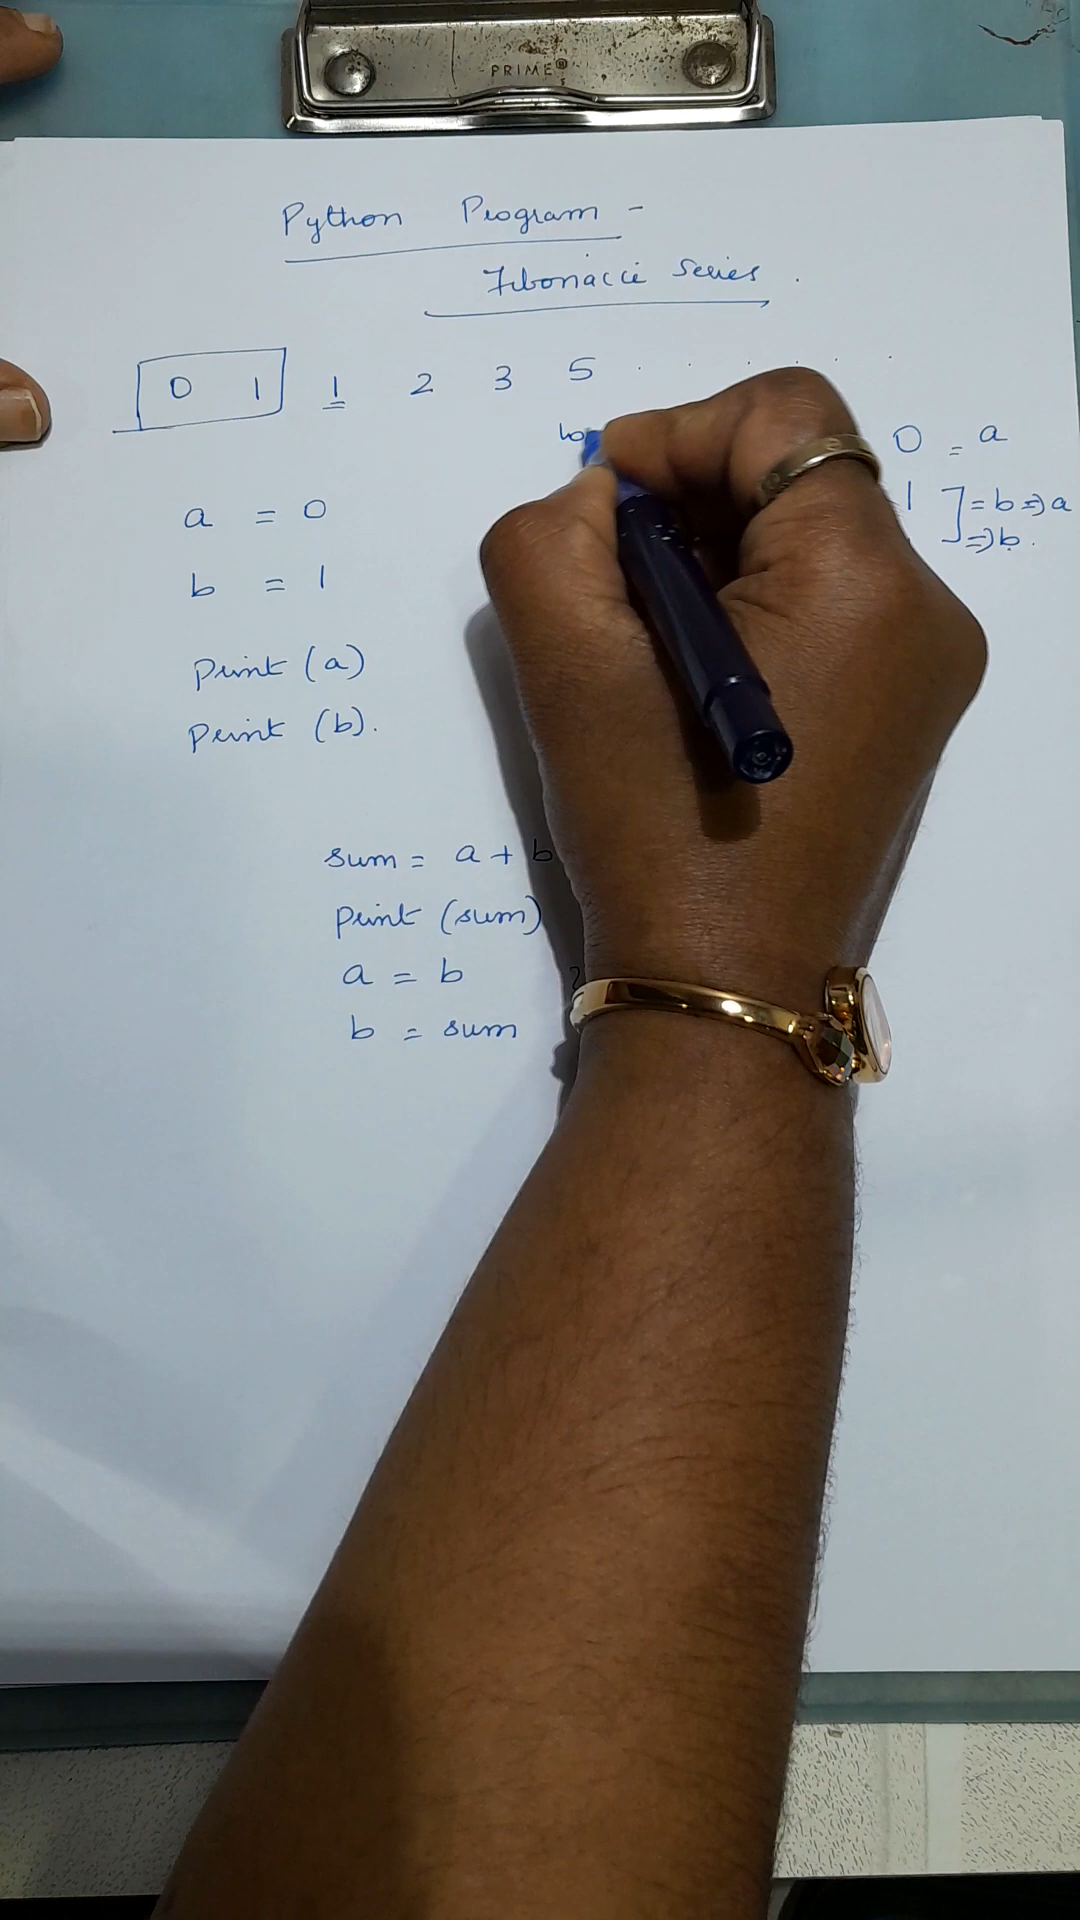 PRIME®
Python Program -
Fibonacci Series .
0 1 1 2 3 5 . . . . . .
0 = a
1 ] = b => a
=> b .
a = 0
b = 1
Print (a)
Print (b).
sum = a + b
Print (sum)
a = b
b = sum